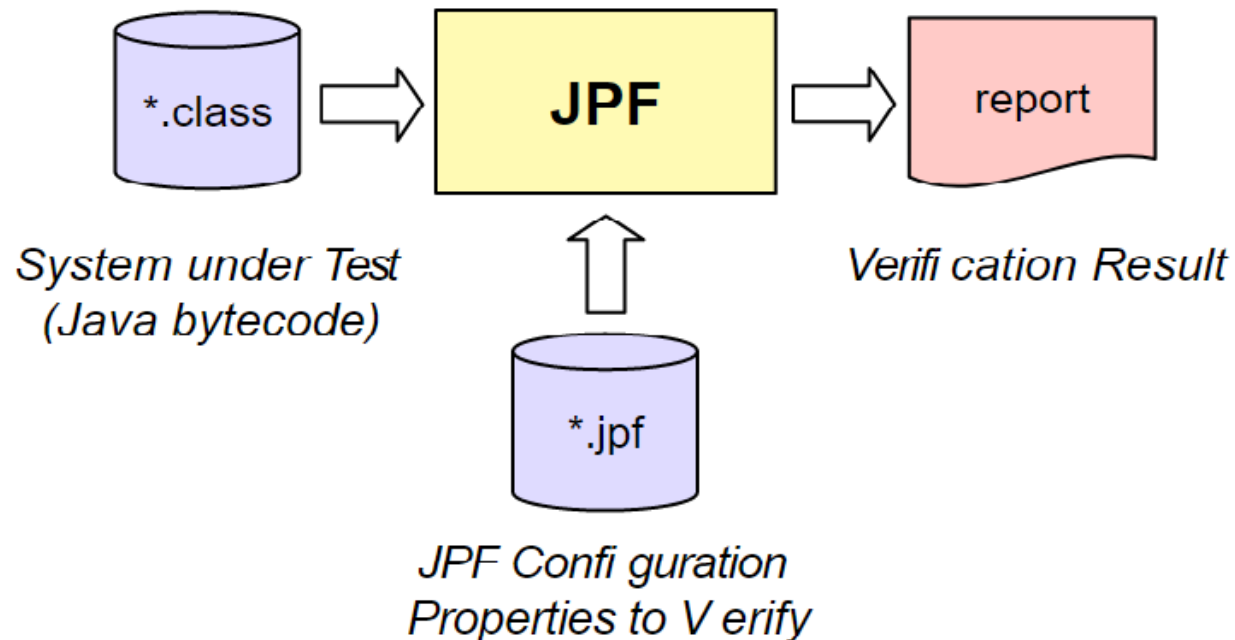 *.class
JPF
report
System under Test
(Java bytecode)
Verifi cation Result
*.jpf
JPF Confi guration
Properties to V erify